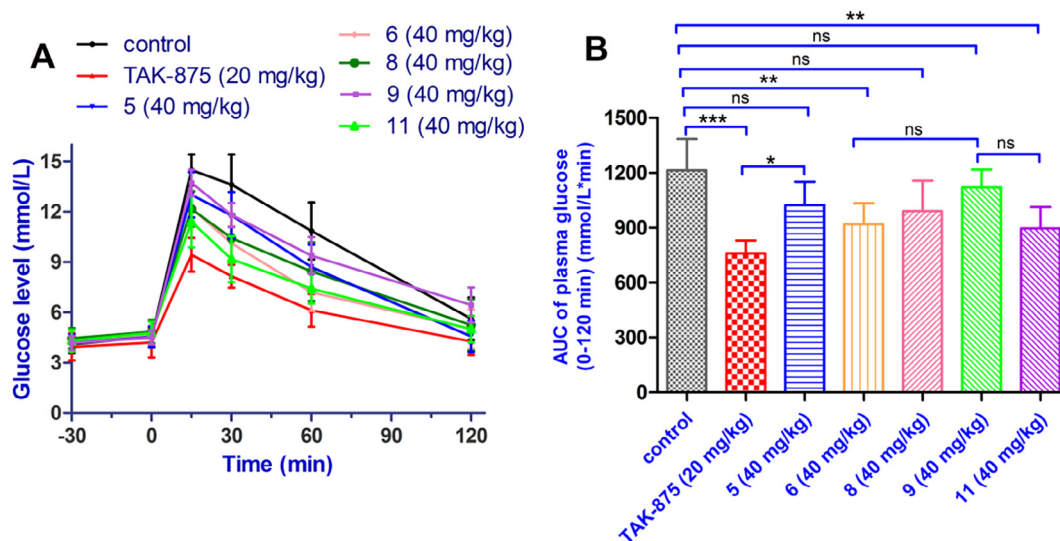 A
control
TAK-875 (20 mg/kg)
5 (40 mg/kg)
6 (40 mg/kg)
8 (40 mg/kg)
9 (40 mg/kg)
11 (40 mg/kg)
Glucose level (mmol/L)
15
12
9
6
3
0
-30
0
30
60
120
Time (min)
B
**
ns
ns
**
ns
***
*
ns
ns
AUC of plasma glucose
(0-120 min) (mmol/L*min)
1500
1200
900
600
300
0
control
TAK-875 (20 mg/kg)
5 (40 mg/kg)
6 (40 mg/kg)
8 (40 mg/kg)
9 (40 mg/kg)
11 (40 mg/kg)